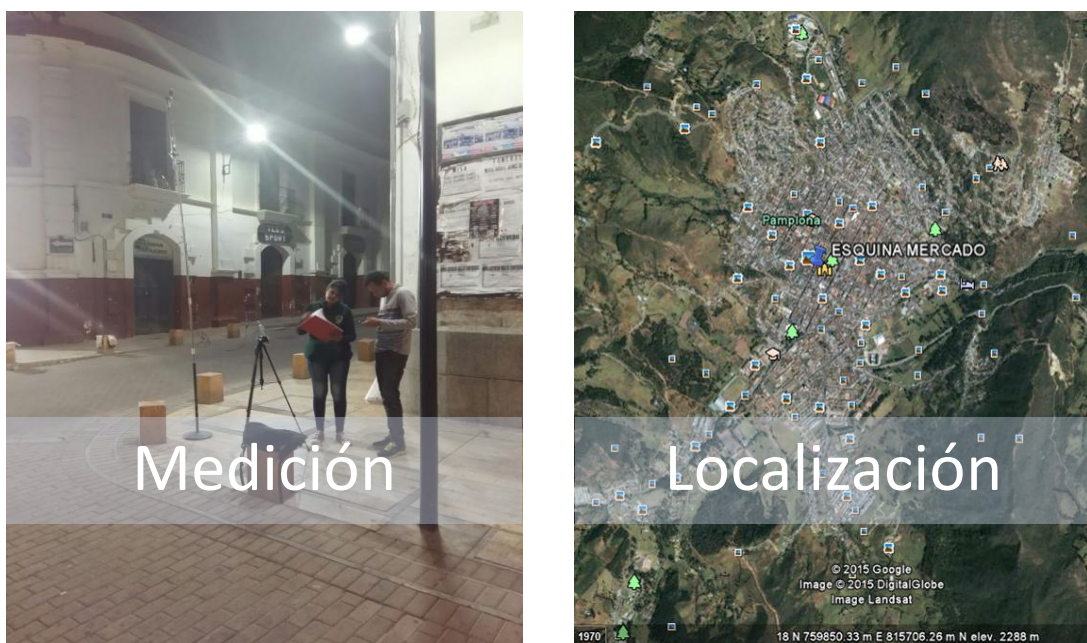 Medición
Pamplona
ESQUINA MERCADO
Localización
© 2015 Google
Image © 2015 DigitalGlobe
Image Landsat
1970
18 N 759850.33 m E 815706.26 m N elev. 2288 m